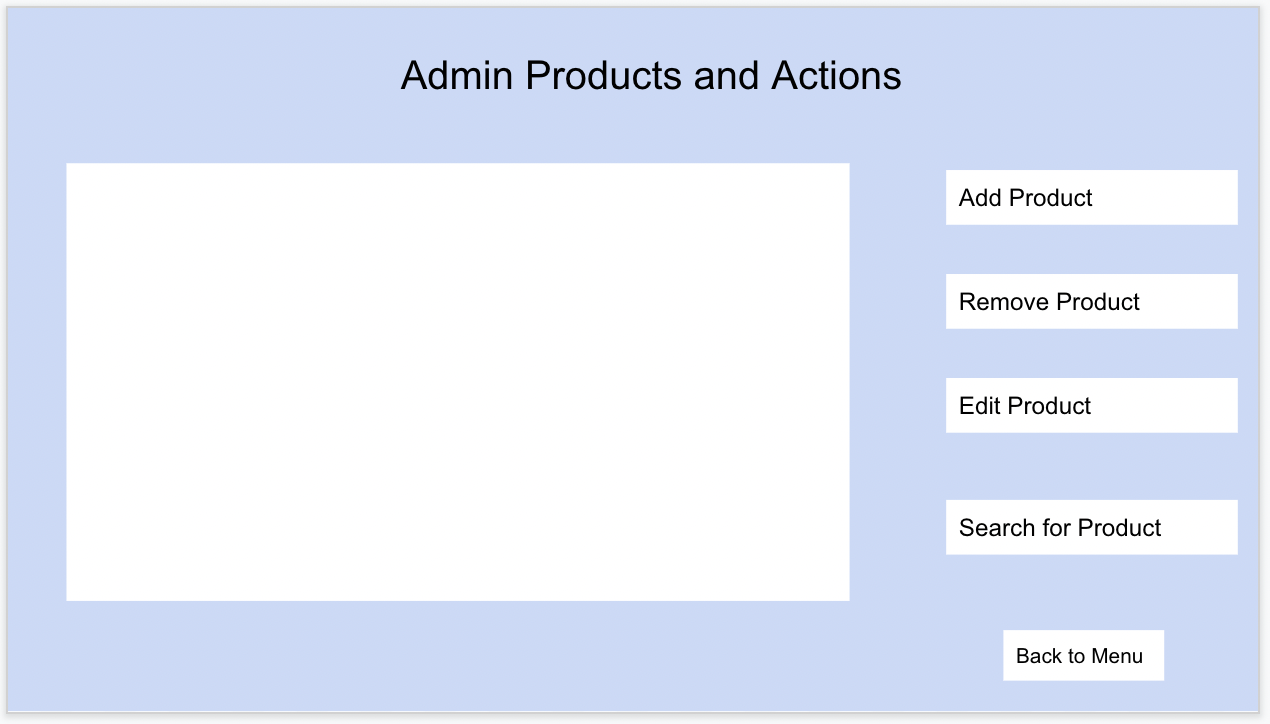 Admin Products and Actions
Add Product
Remove Product
Edit Product
Search for Product
Back to Menu